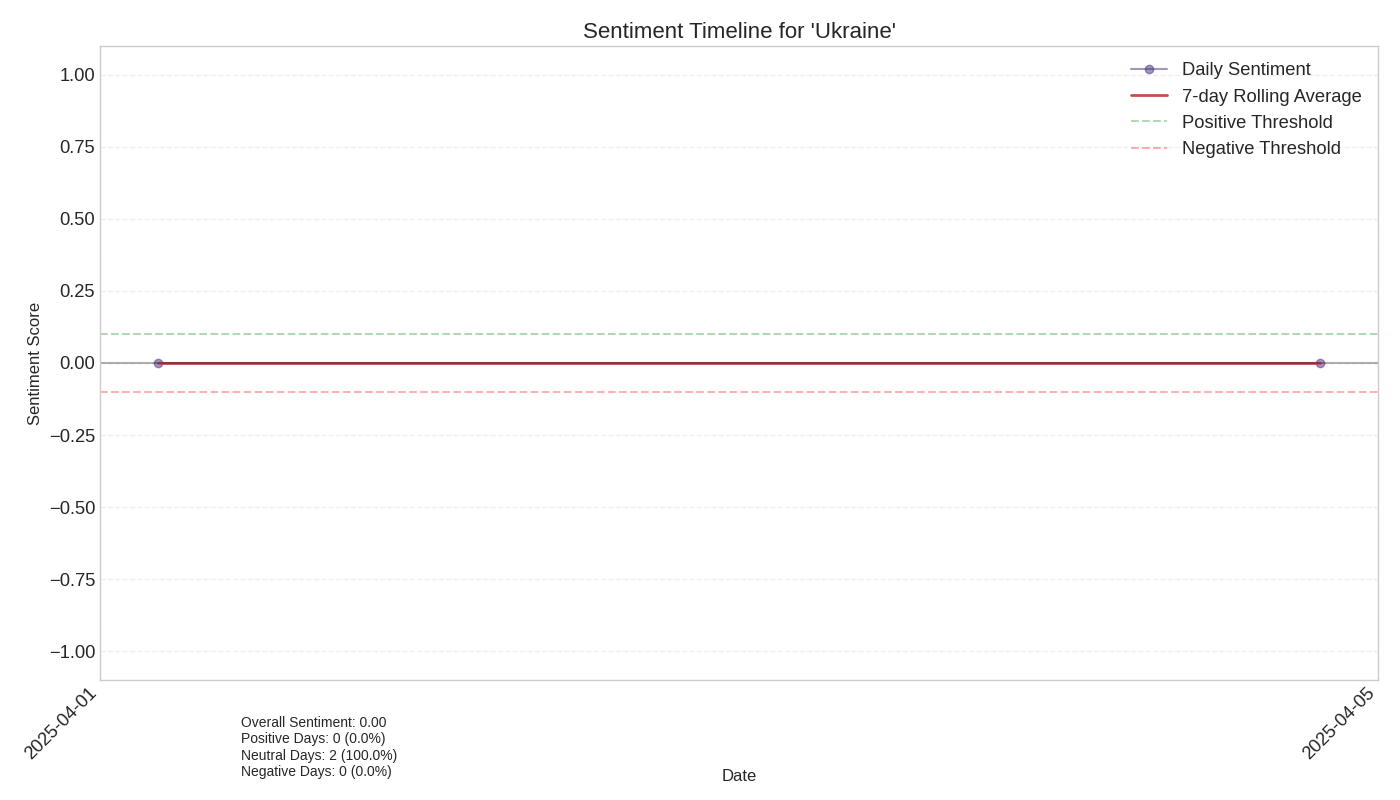 Sentiment Timeline for 'Ukraine'
Daily Sentiment
7-day Rolling Average
Positive Threshold
Negative Threshold
1.00
0.75
0.50
0.25
0.00
−0.25
−0.50
−0.75
−1.00
Sentiment Score
2025-04-01
2025-04-05
Overall Sentiment: 0.00
Positive Days: 0 (0.0%)
Neutral Days: 2 (100.0%)
Negative Days: 0 (0.0%)
Date